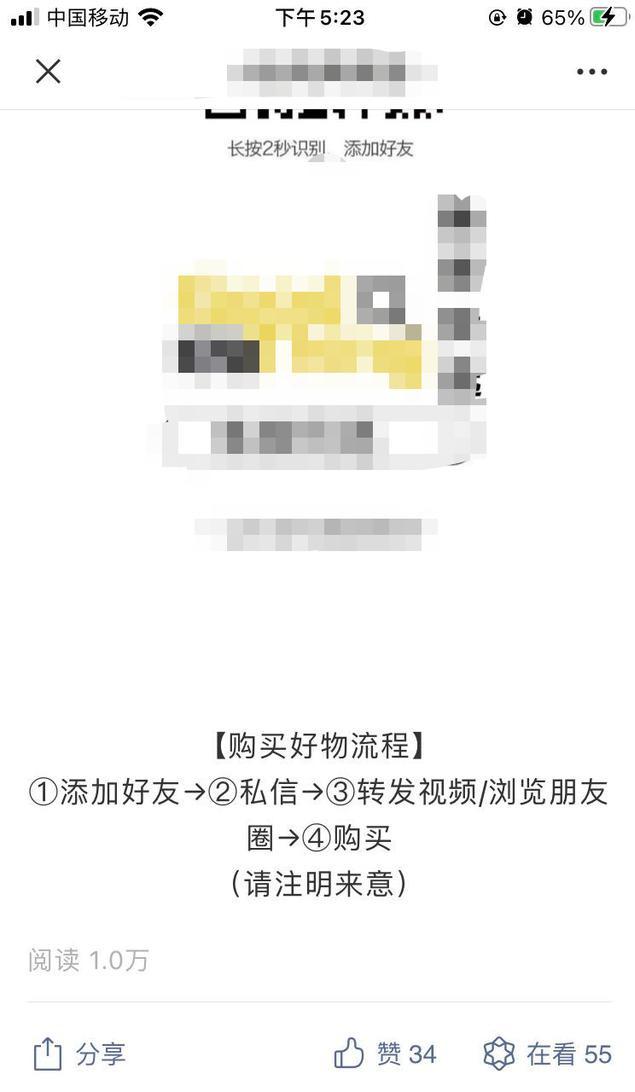 中国移动
下午5:23
65%
长按2秒识别、添加好友
【购买好物流程】
①添加好友→②私信→③转发视频/浏览朋友
圈→④购买
（请注明来意）
阅读 1.0万
分享
赞 34
在看 55